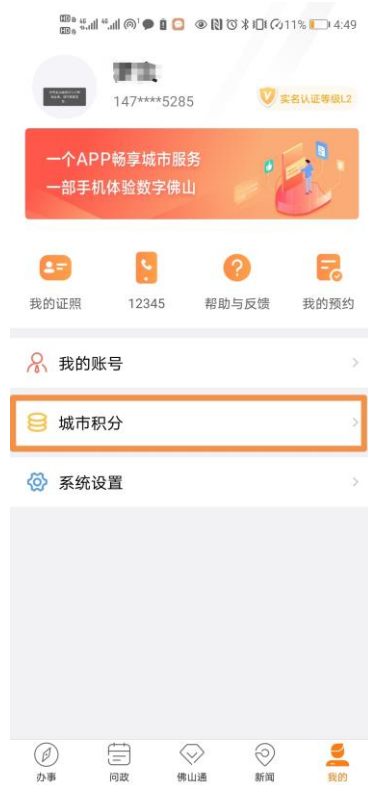 HD 46 46 11% 4:49
147****5285
实名认证等级L2
一个APP畅享城市服务
一部手机体验数字佛山
我的证照 12345 帮助与反馈 我的预约
我的账号
城市积分
系统设置
办事 问政 佛山通 新闻 我的